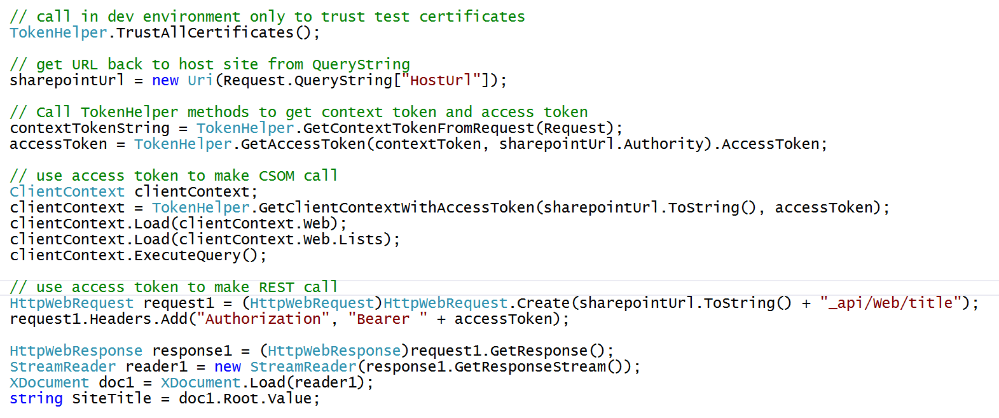 // call in dev environment only to trust test certificates
TokenHelper.TrustAllCertificates();
// get URL back to host site from QueryString
sharepointUrl = new Uri(Request.QueryString["HostUrl"]);
// Call TokenHelper methods to get context token and access token
contextTokenString = TokenHelper.GetContextTokenFromRequest(Request);
accessToken = TokenHelper.GetAccessToken(contextToken, sharepointUrl.Authority).AccessToken;
// use access token to make CSOM call
ClientContext clientContext;
clientContext = TokenHelper.GetClientContextWithAccessToken(sharepointUrl.ToString(), accessToken);
clientContext.Load(clientContext.Web);
clientContext.Load(clientContext.Web.Lists);
clientContext.ExecuteQuery();
// use access token to make REST call
HttpWebRequest request1 = (HttpWebRequest)HttpWebRequest.Create(sharepointUrl.ToString() + "_api/Web/title");
request1.Headers.Add("Authorization", "Bearer " + accessToken);
HttpWebResponse response1 = (HttpWebResponse)request1.GetResponse();
StreamReader reader1 = new StreamReader(response1.GetResponseStream());
XDocument doc1 = XDocument.Load(reader1);
string SiteTitle = doc1.Root.Value;